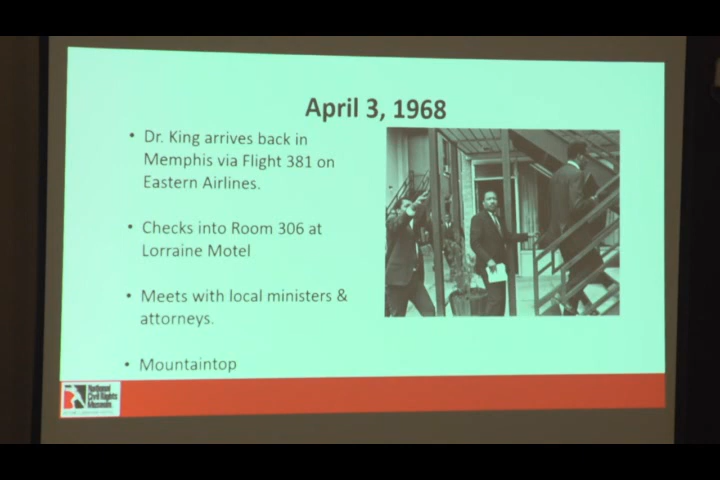 April 3, 1968
• Dr. King arrives back in
Memphis via Flight 381 on
Eastern Airlines.
• Checks into Room 306 at
Lorraine Motel
• Meets with local ministers &
attorneys.
• Mountaintop
National
Civil Rights
Museum